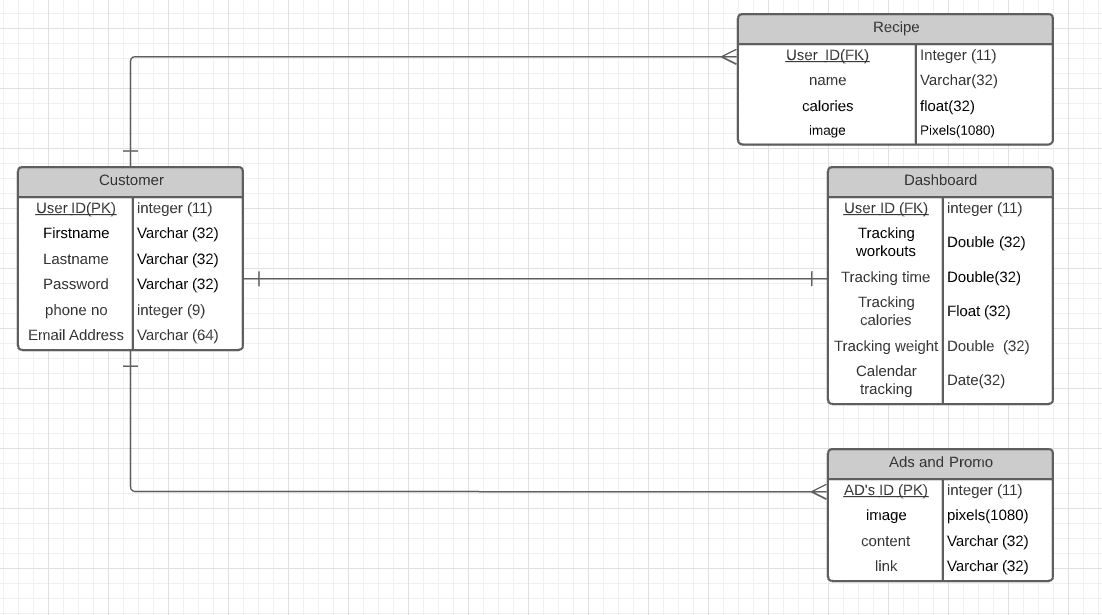 Recipe
User_ID(FK) Integer (11)
name Varchar(32)
calories float(32)
image Pixels(1080)
Customer
User ID(PK) integer (11)
Firstname Varchar (32)
Lastname Varchar (32)
Password Varchar (32)
phone no integer (9)
Email Address Varchar (64)
Dashboard
User ID (FK) integer (11)
Tracking
workouts Double (32)
Tracking time Double(32)
Tracking
calories Float (32)
Tracking weight Double (32)
Calendar
tracking Date(32)
Ads and Promo
AD's ID (PK) integer (11)
image pixels(1080)
content Varchar (32)
link Varchar (32)